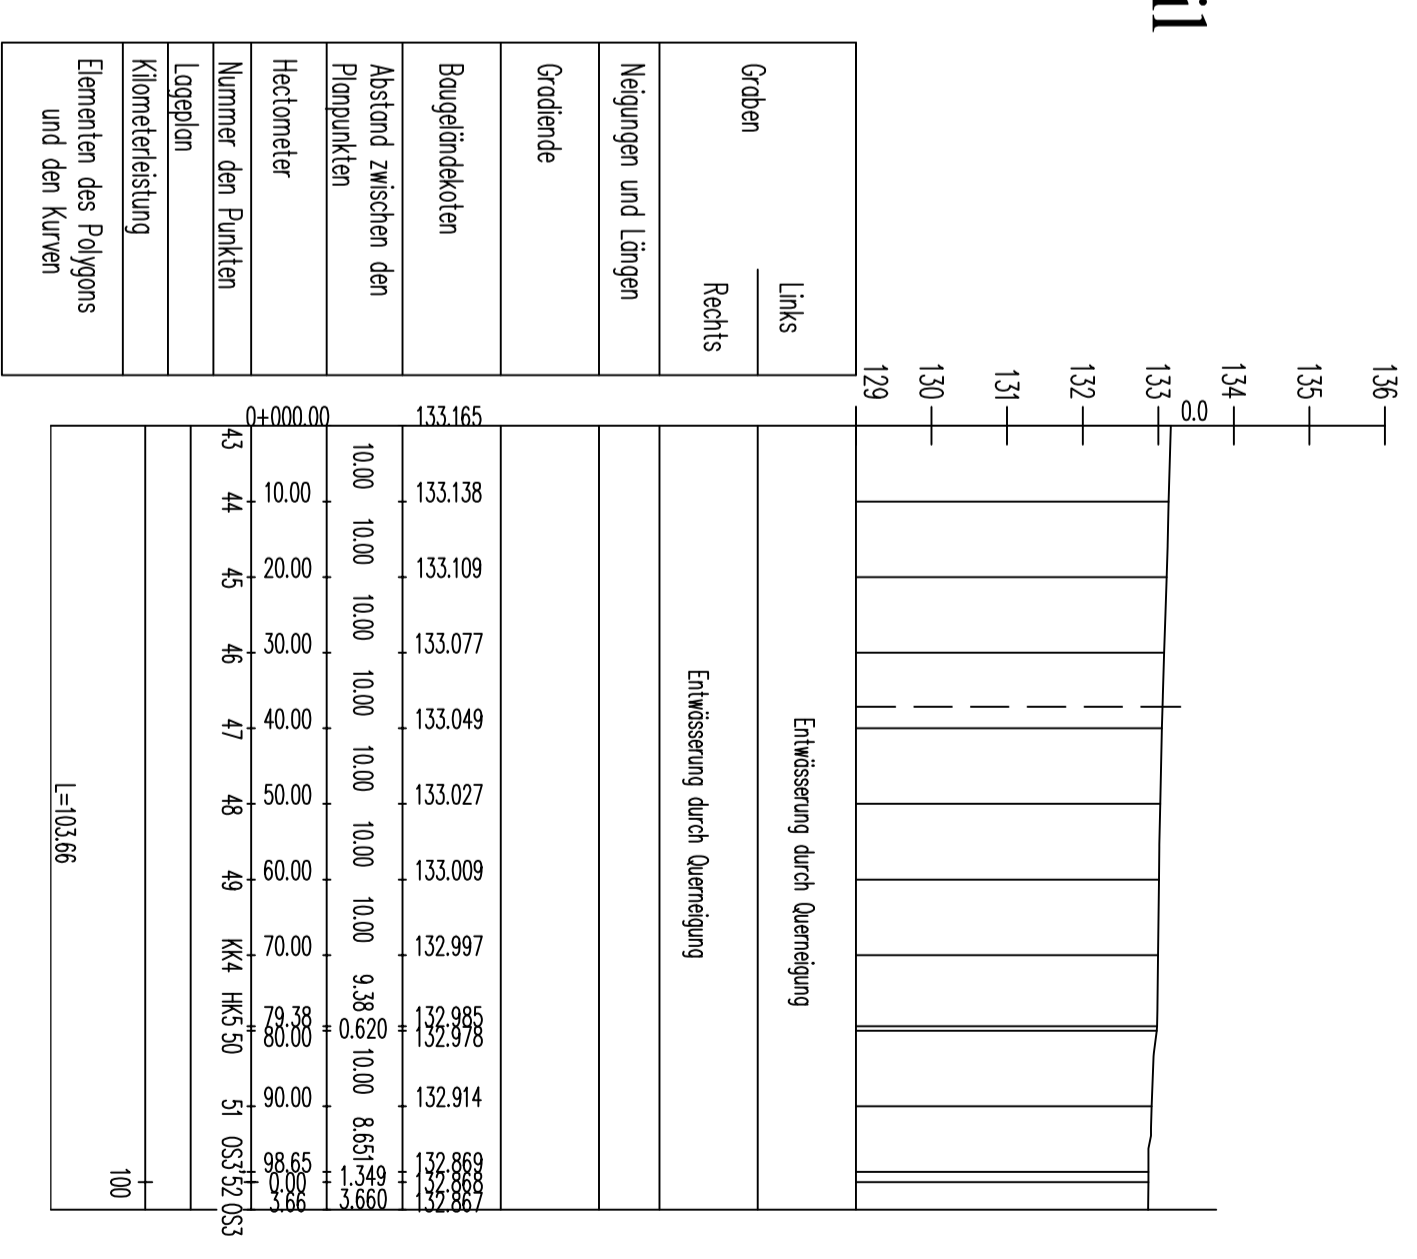 il
Graben
Links
Rechts
Neigungen und Längen
Gradiende
Baugeländekoten
Abstand zwischen den
Planpunkten
Hectometer
Nummer den Punkten
Lageplan
Kilometerleistung
Elementen des Polygons
und den Kurven
136
135
134
133
132
131
130
129
0.0
Entwässerung durch Querneigung
Entwässerung durch Querneigung
133.165
133.138
133.109
133.077
133.049
133.027
133.009
132.997
132.985
132.978
132.914
132.869
132.868
132.867
10.00
10.00
10.00
10.00
10.00
10.00
10.00
9.38
0.620
10.00
8.651
1.349
3.660
0+000.00
10.00
20.00
30.00
40.00
50.00
60.00
70.00
79.38
80.00
90.00
98.65
0.00
3.66
43
44
45
46
47
48
49
KK4
HK5
50
51
OS3'
52
OS3
100
L=103.66